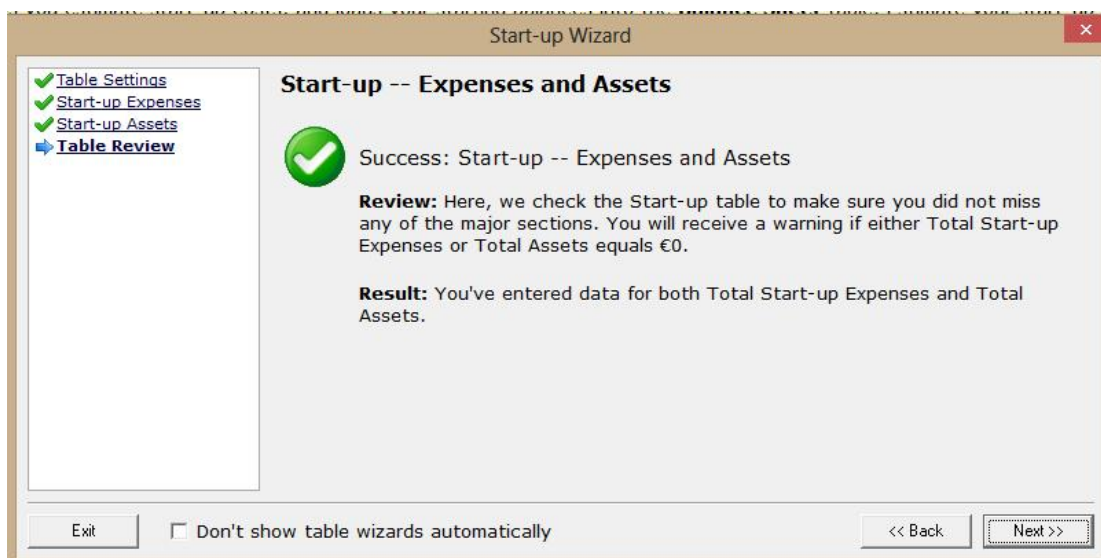 Start-up Wizard
Table Settings
Start-up Expenses
Start-up Assets
Table Review
Start-up -- Expenses and Assets
Success: Start-up -- Expenses and Assets
Review: Here, we check the Start-up table to make sure you did not miss
any of the major sections. You will receive a warning if either Total Start-up
Expenses or Total Assets equals €0.
Result: You've entered data for both Total Start-up Expenses and Total
Assets.
Exit
Don't show table wizards automatically
<< Back
Next >>